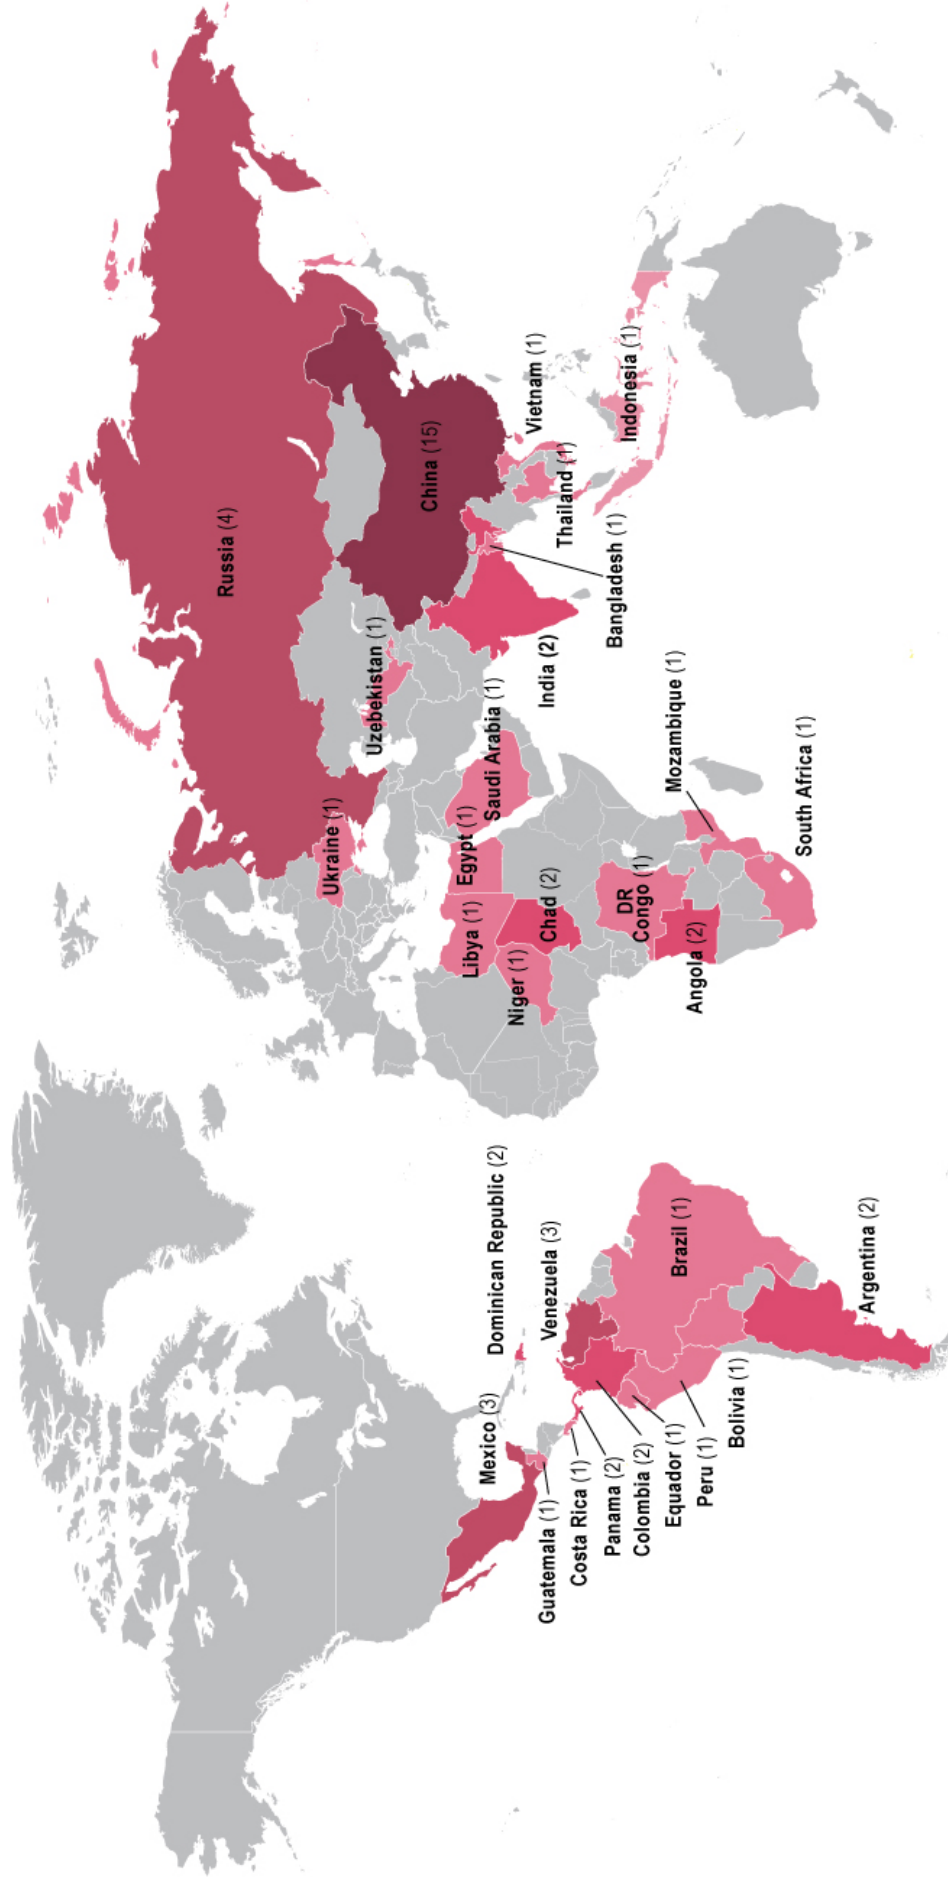 Russia (4)
Ukraine (1)
China (15)
Uzebekistan (1)
Vietnam (1)
Thailand (1)
Indonesia (1)
Bangladesh (1)
India (2)
Saudi Arabia (1)
Egypt (1)
Libya (1)
Chad (2)
Niger (1)
DR
Congo (1)
Angola (2)
Mozambique (1)
South Africa (1)
Mexico (3)
Dominican Republic (2)
Venezuela (3)
Guatemala (1)
Costa Rica (1)
Panama (2)
Colombia (2)
Equador (1)
Peru (1)
Bolivia (1)
Brazil (1)
Argentina (2)